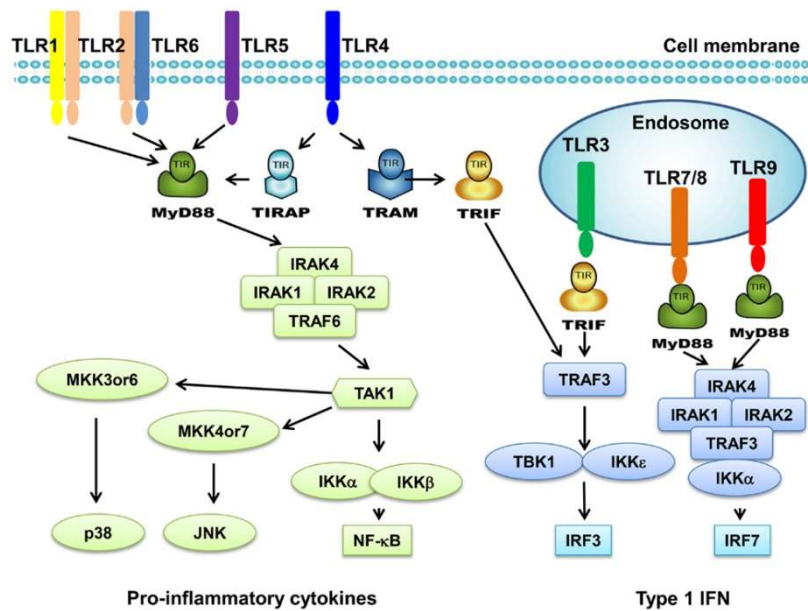 TLR1
TLR2
TLR6
TLR5
TLR4
Cell membrane
Endosome
TLR3
TLR7/8
TLR9
TIR
MyD88
TIR
TIRAP
TIR
TRAM
TIR
TRIF
TIR
TRIF
TIR
MyD88
TIR
MyD88
IRAK4
IRAK1
IRAK2
TRAF6
TAK1
MKK3or6
MKK4or7
IKKα
IKKβ
p38
JNK
NF-κB
TRAF3
TBK1
IKKε
IRF3
IRAK4
IRAK1
IRAK2
TRAF3
IKKα
IRF7
Pro-inflammatory cytokines
Type 1 IFN